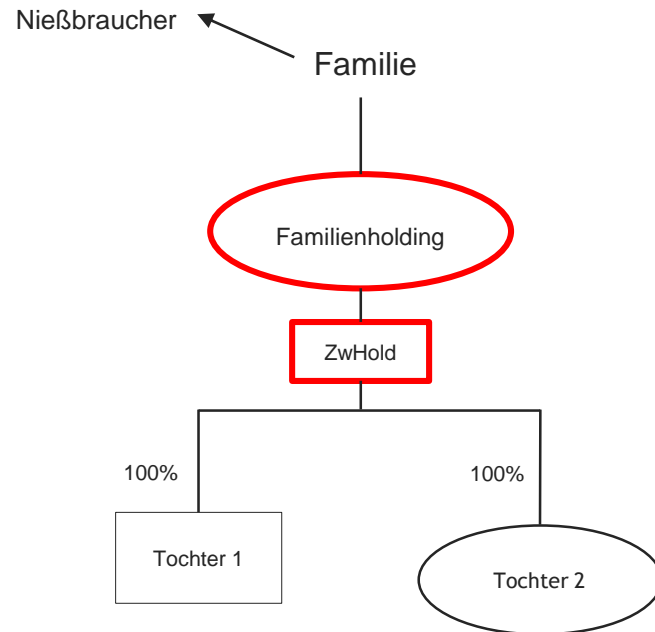 Nießbraucher
Familie
Familienholding
ZwHold
100%
100%
Tochter 1
Tochter 2